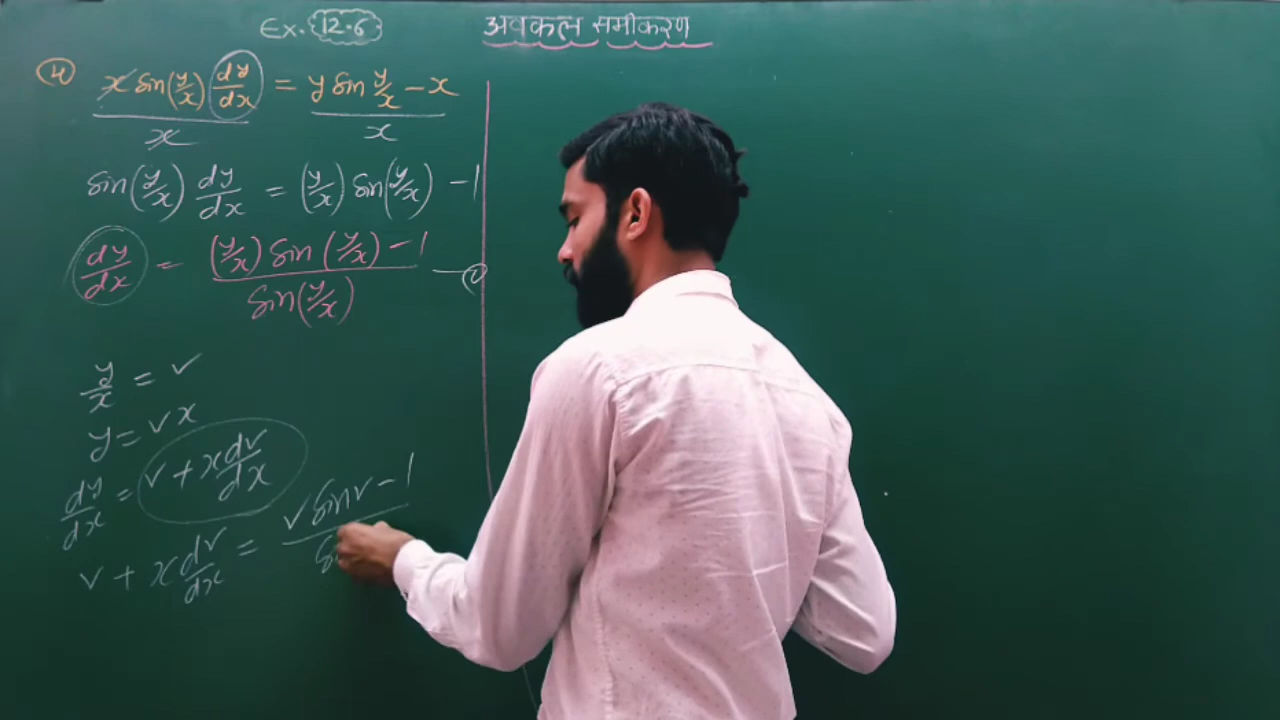 Ex. 12.6
अवकल समीकरण
(4) x sin(y/x) dy/dx / x = y sin y/x - x / x
sin(y/x) dy/dx = (y/x) sin(y/x) - 1
dy/dx = (y/x) sin (y/x) - 1 / sin(y/x) —(1)
y/x = v
y = vx
dy/dx = v + x dv/dx
v + x dv/dx = v sin v - 1 / s